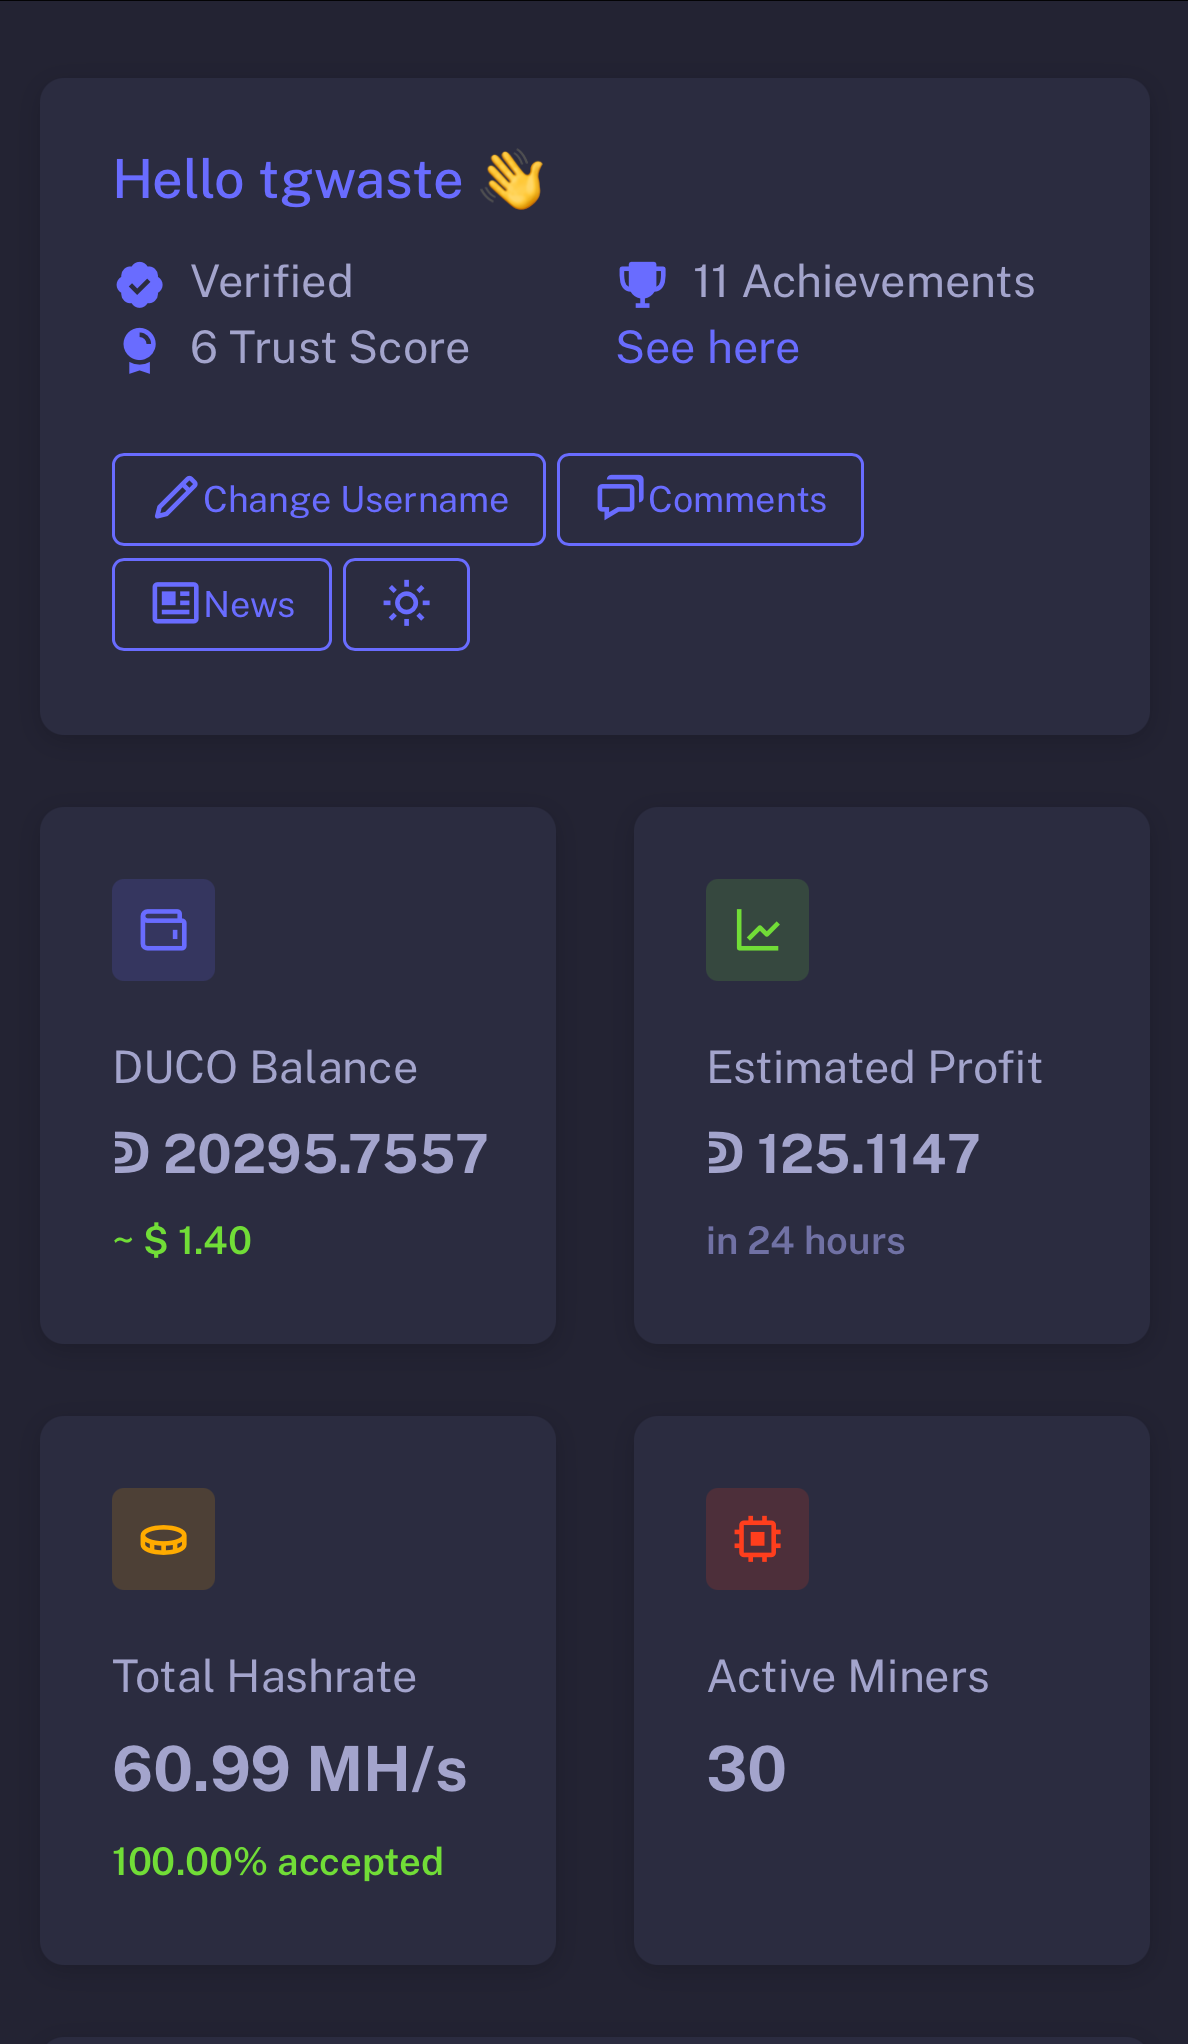 Hello tgwaste 👋
Verified
11 Achievements
6 Trust Score
See here
Change Username
Comments
News
DUCO Balance
20295.7557
~ $ 1.40
Estimated Profit
125.1147
in 24 hours
Total Hashrate
60.99 MH/s
100.00% accepted
Active Miners
30